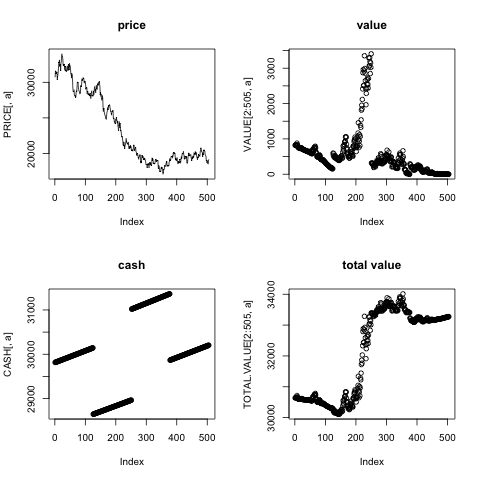 price
PRICE[, a]
20000
30000
0 100 200 300 400 500
Index
value
VALUE[2:505, a]
0 1000 2000 3000
0 100 200 300 400 500
Index
cash
CASH[, a]
29000 30000 31000
0 100 200 300 400 500
Index
total value
TOTAL.VALUE[2:505, a]
30000 32000 34000
0 100 200 300 400 500
Index